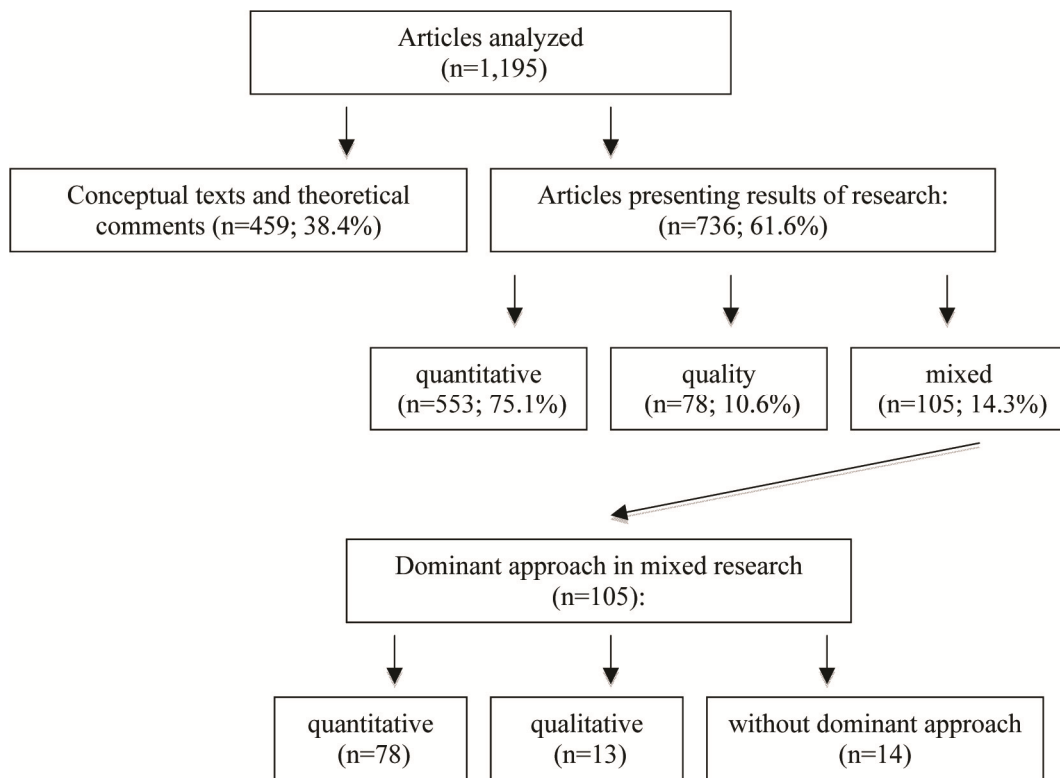 Articles analyzed
(n=1,195)
Conceptual texts and theoretical
comments (n=459; 38.4%)
Articles presenting results of research:
(n=736; 61.6%)
quantitative
(n=553; 75.1%)
quality
(n=78; 10.6%)
mixed
(n=105; 14.3%)
Dominant approach in mixed research
(n=105):
quantitative
(n=78)
qualitative
(n=13)
without dominant approach
(n=14)